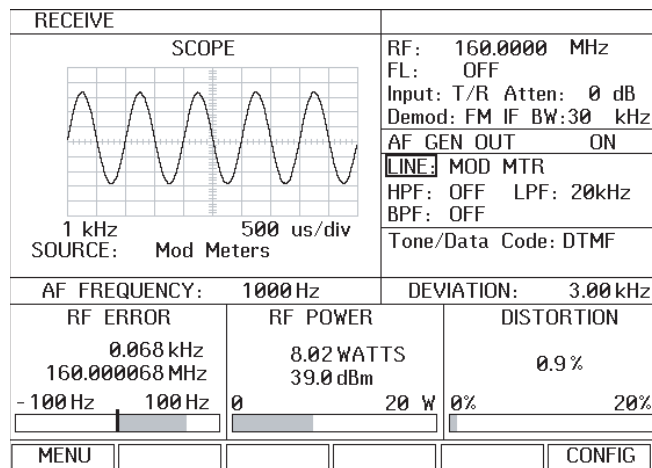 RECEIVE
SCOPE
1 kHz 500 us/div
SOURCE: Mod Meters
RF: 160.0000 MHz
FL: OFF
Input: T/R Atten: 0 dB
Demod: FM IF BW:30 kHz
AF GEN OUT ON
LINE: MOD MTR
HPF: OFF LPF: 20kHz
BPF: OFF
Tone/Data Code: DTMF
AF FREQUENCY: 1000 Hz DEVIATION: 3.00 kHz
RF ERROR
0.068 kHz
160.000068 MHz
- 100 Hz 100 Hz
RF POWER
8.02 WATTS
39.0 dBm
0 20 W
DISTORTION
0.9 %
0% 20%
MENU CONFIG